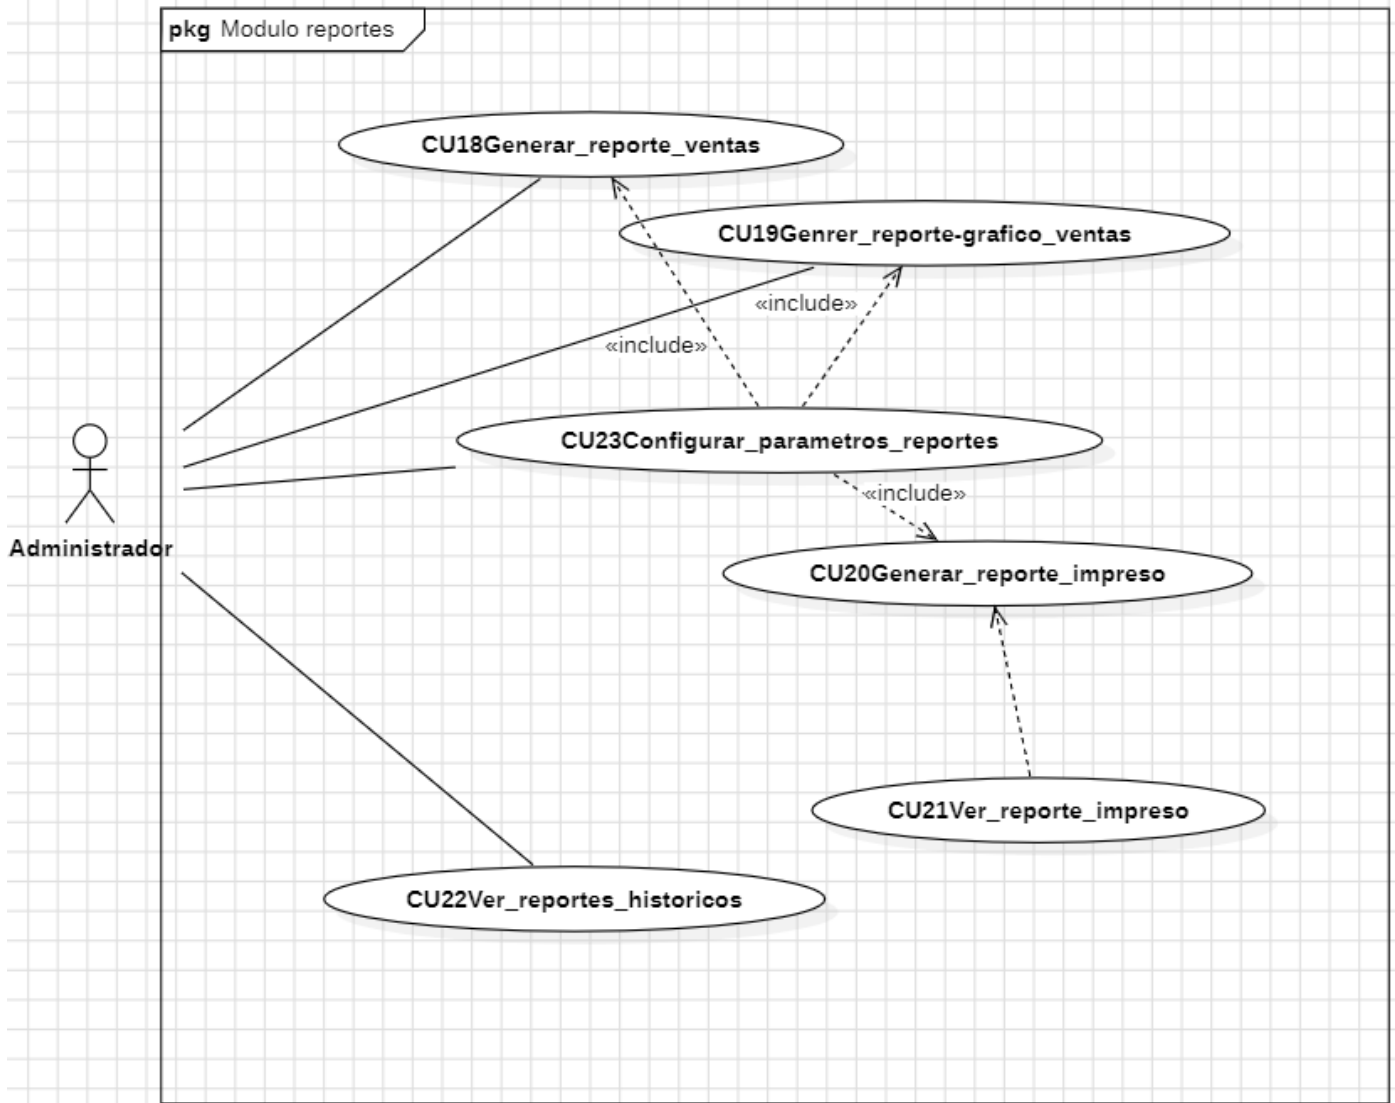 pkg Modulo reportes
CU18Generar_reporte_ventas
CU19Genrer_reporte-grafico_ventas
«include»
«include»
CU23Configurar_parametros_reportes
«include»
Administrador
CU20Generar_reporte_impreso
CU21Ver_reporte_impreso
CU22Ver_reportes_historicos